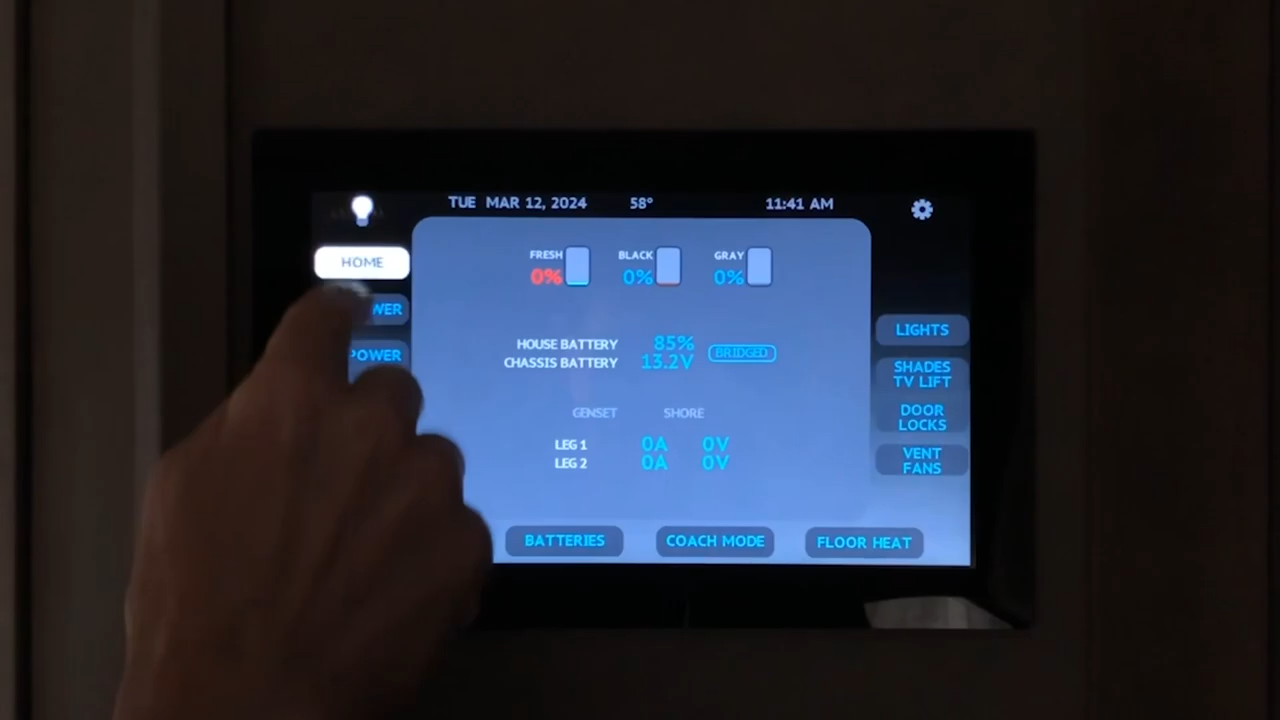 TUE MAR 12, 2024 58° 11:41 AM
HOME
FRESH
0%
BLACK
0%
GRAY
0%
WER
POWER
HOUSE BATTERY 85%
CHASSIS BATTERY 13.2V
BRIDGED
GENSET SHORE
LEG 1 0A 0V
LEG 2 0A 0V
LIGHTS
SHADES
TV LIFT
DOOR
LOCKS
VENT
FANS
BATTERIES
COACH MODE
FLOOR HEAT